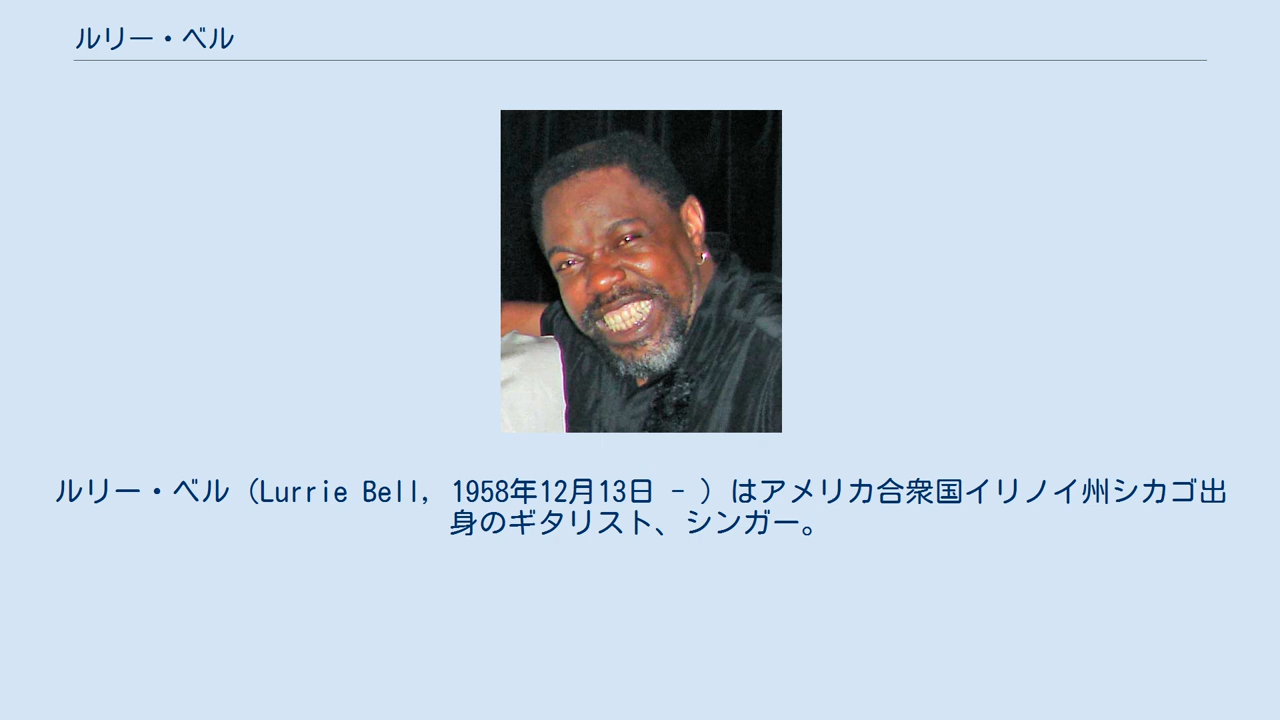 ルリー・ベル
ルリー・ベル（Lurrie Bell, 1958年12月13日 - ）はアメリカ合衆国イリノイ州シカゴ出
身のギタリスト、シンガー。